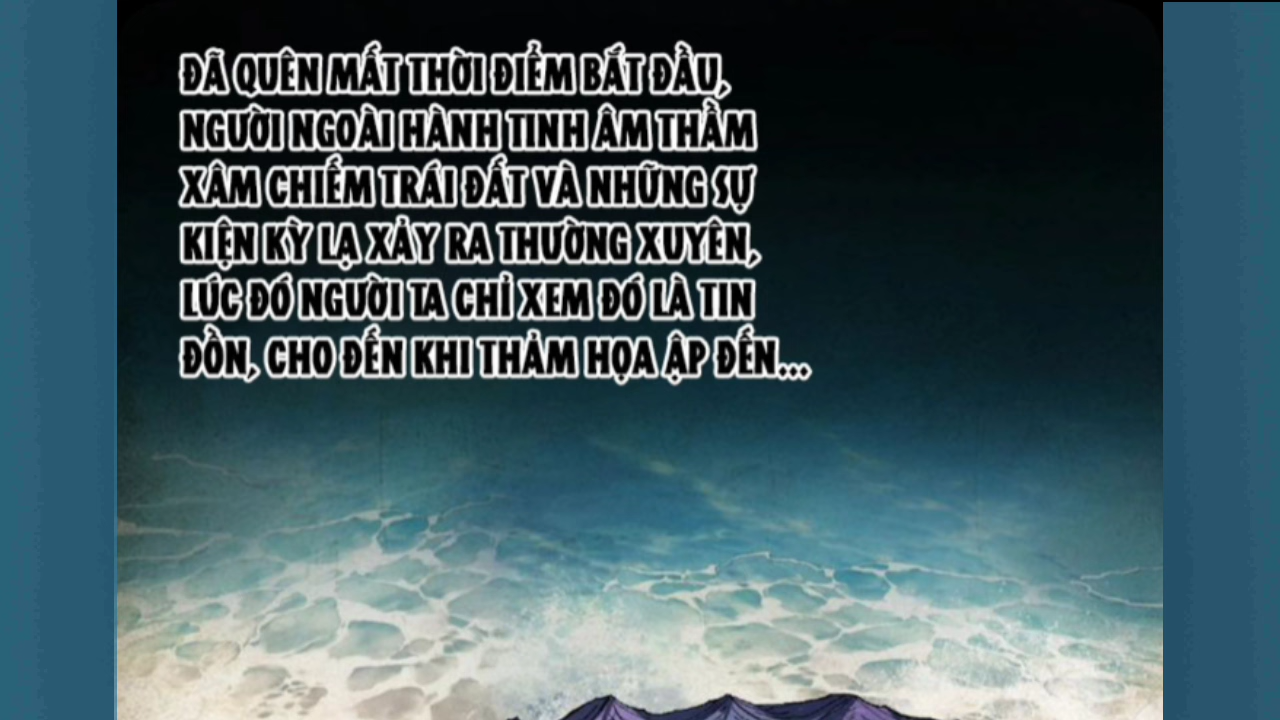 ĐÃ QUÊN MẤT THỜI ĐIỂM BẮT ĐẦU,
NGƯỜI NGOÀI HÀNH TINH ÂM THẦM
XÂM CHIẾM TRÁI ĐẤT VÀ NHỮNG SỰ
KIỆN KỲ LẠ XẢY RA THƯỜNG XUYÊN,
LÚC ĐÓ NGƯỜI TA CHỈ XEM ĐÓ LÀ TIN
ĐỒN, CHO ĐẾN KHI THẢM HỌA ẬP ĐẾN...